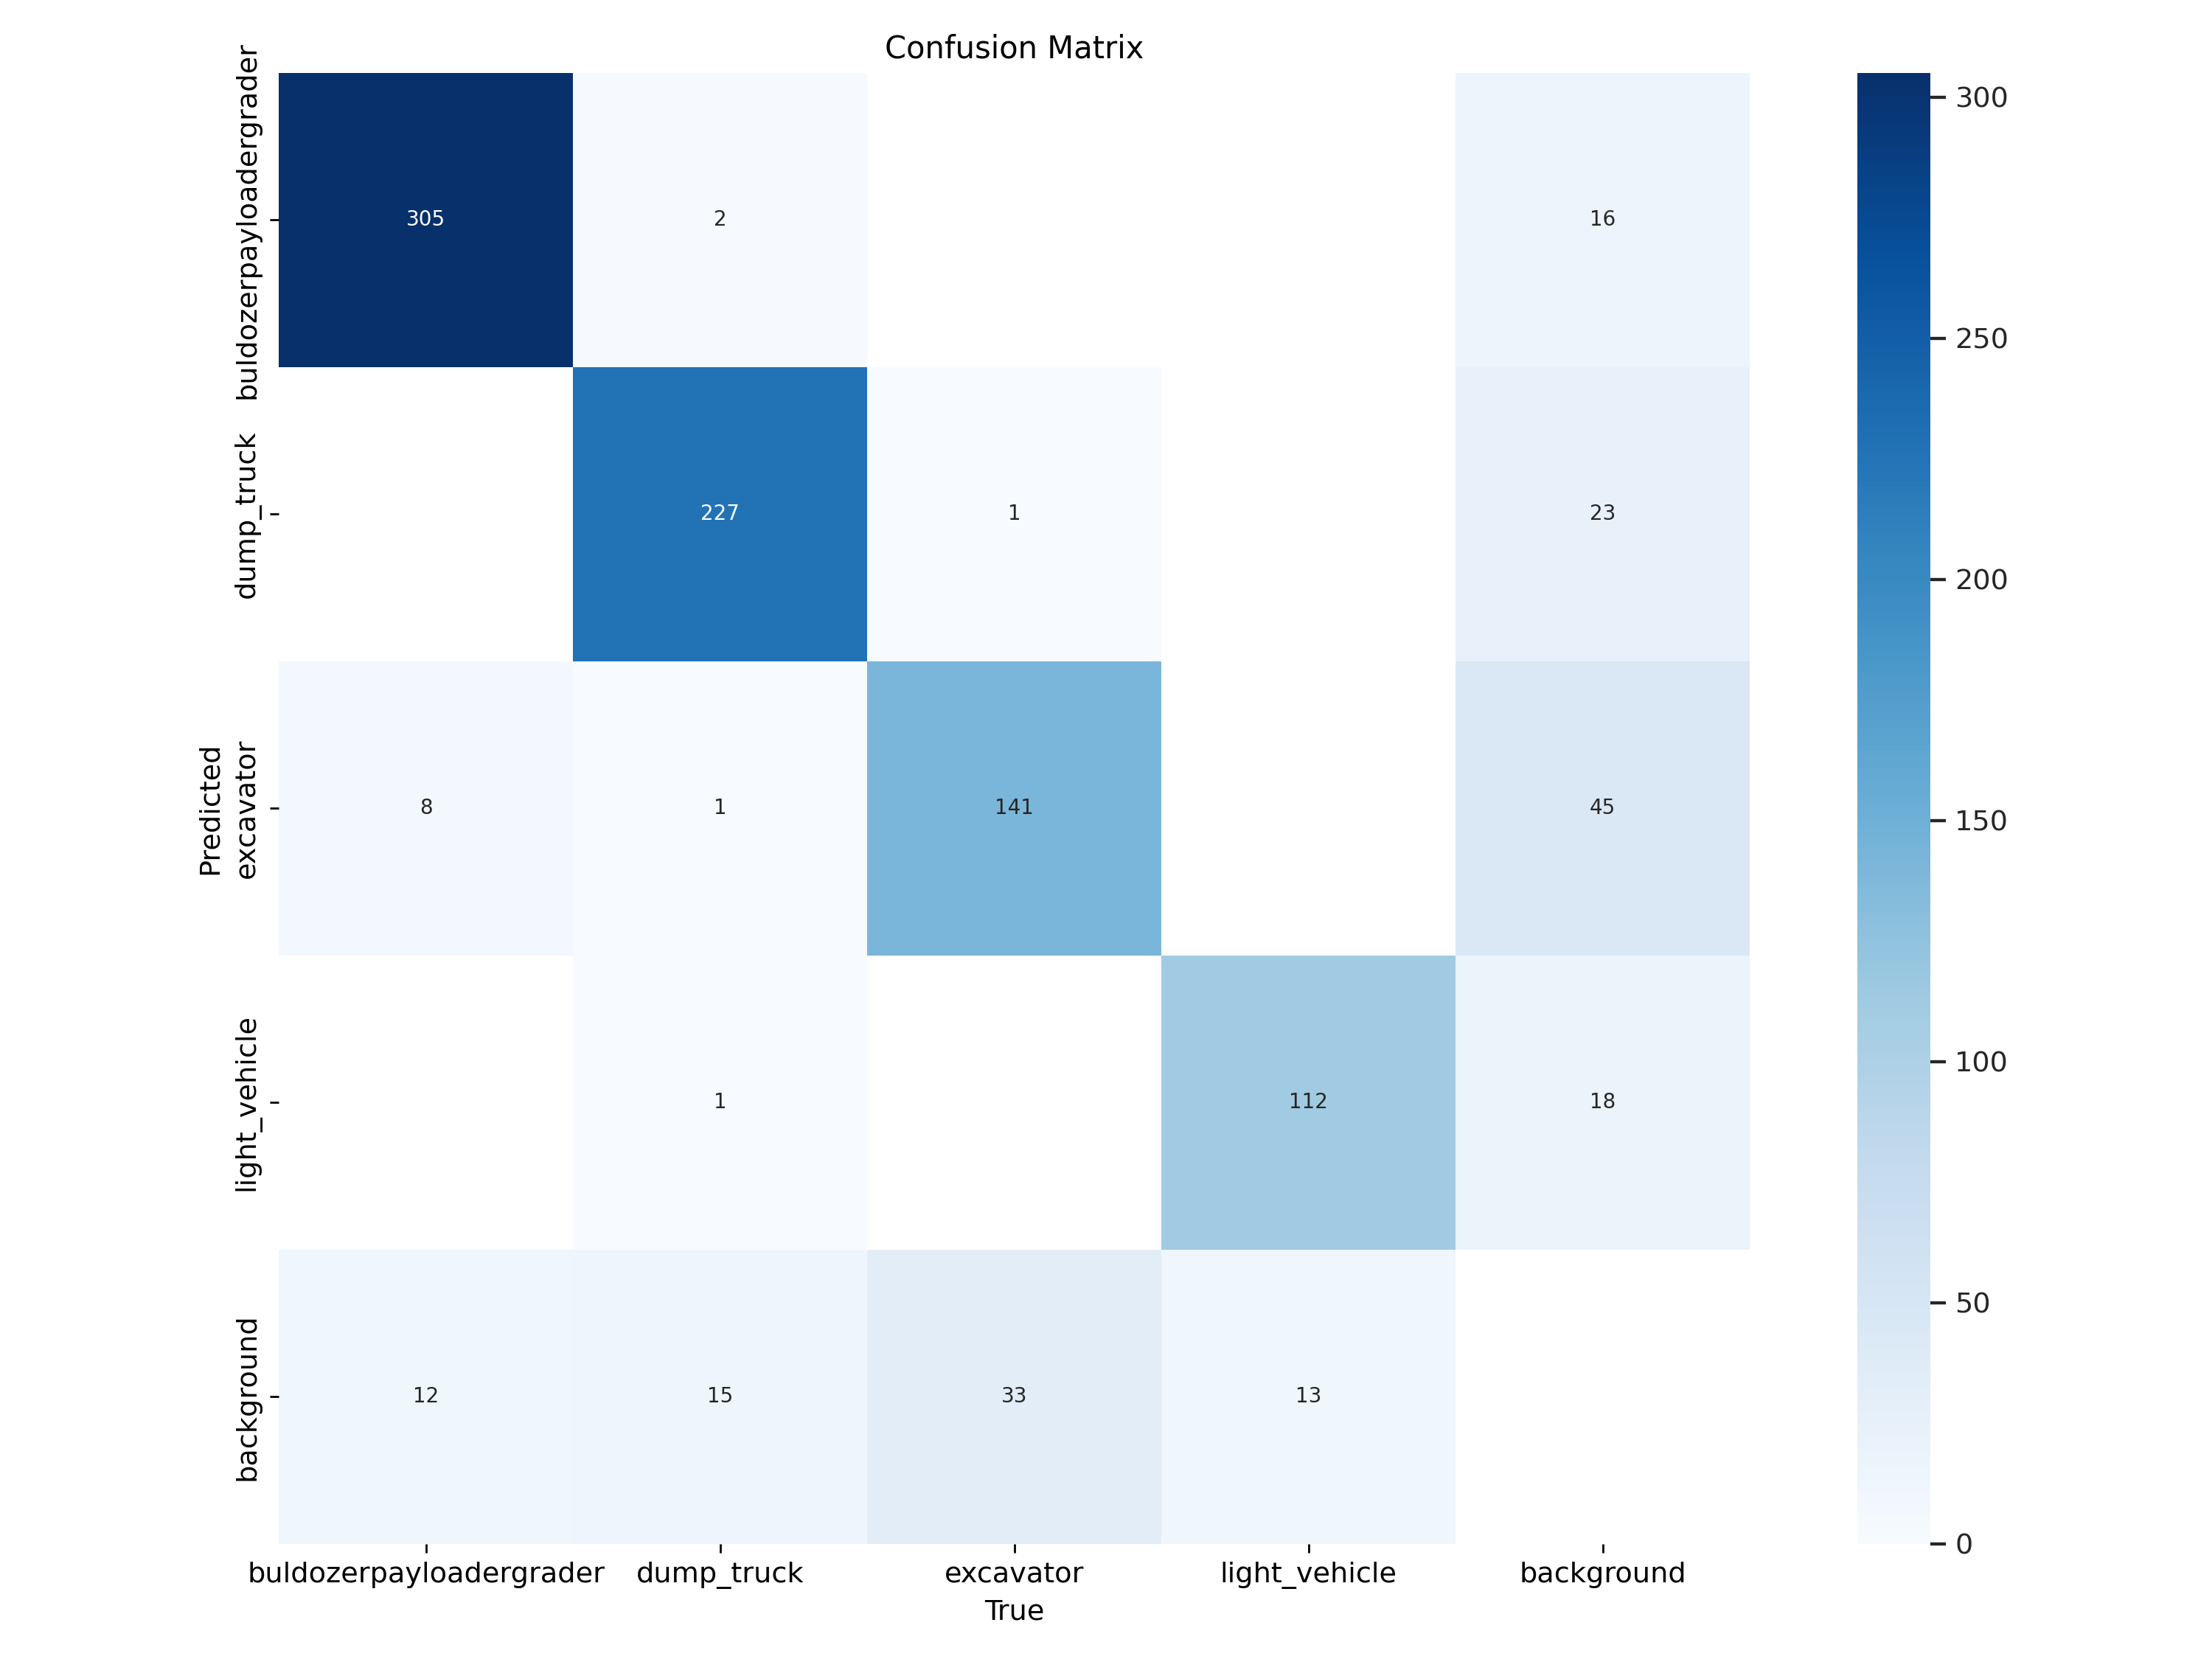 Confusion Matrix
buldozerpayloadergrader
305
2
16
300
250
dump_truck
227
1
23
200
Predicted
excavator
8
1
141
45
150
light_vehicle
1
112
18
100
50
background
12
15
33
13
0
buldozerpayloadergrader
dump_truck
excavator
light_vehicle
background
True